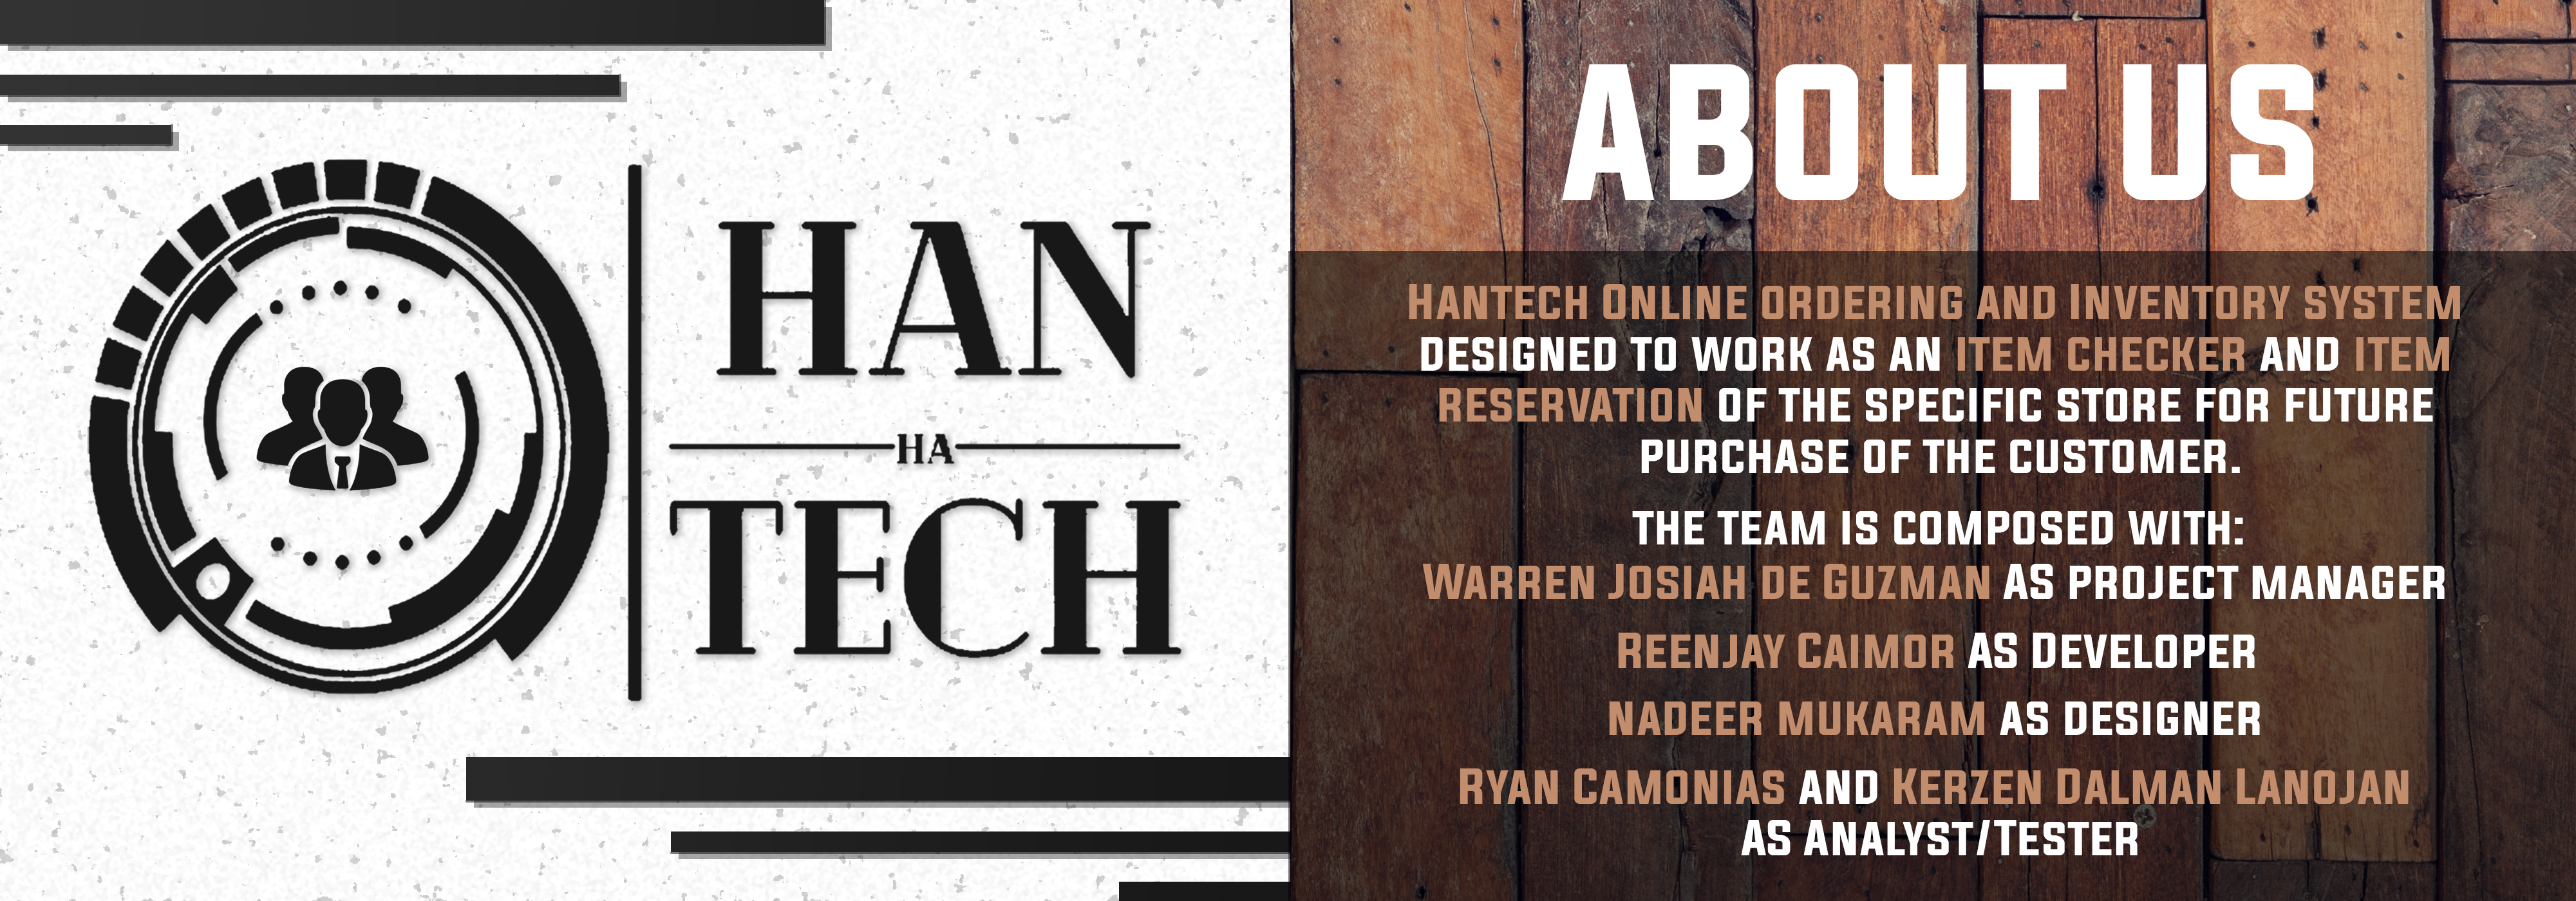 HAN
HA
TECH
ABOUT US
Hantech Online ordering and Inventory system
designed to work as an item checker and item
reservation of the specific store for future
purchase of the customer.
the team is composed with:
Warren Josiah de Guzman as project manager
Reenjay Caimor as Developer
nadeer mukaram as designer
Ryan Camonias and Kerzen Dalman Lanojan
as Analyst/Tester